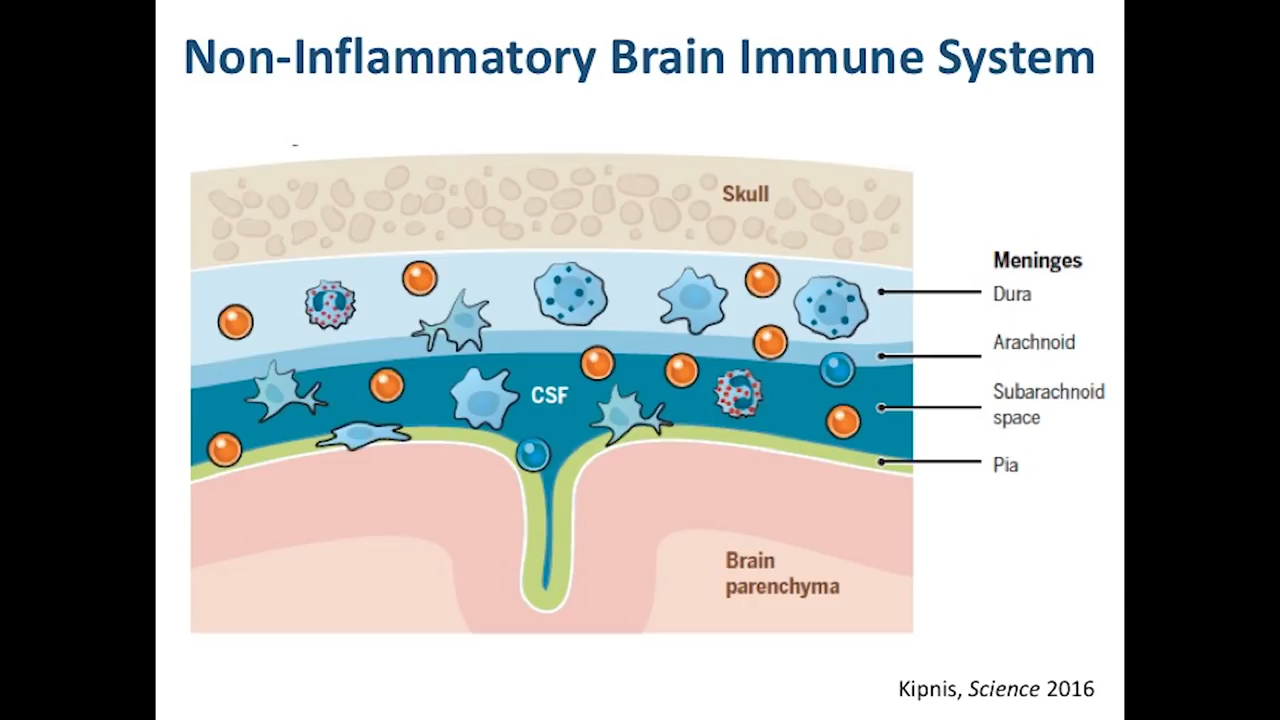 Non-Inflammatory Brain Immune System
Skull
Meninges
Dura
Arachnoid
CSF
Subarachnoid
space
Pia
Brain
parenchyma
Kipnis, Science 2016